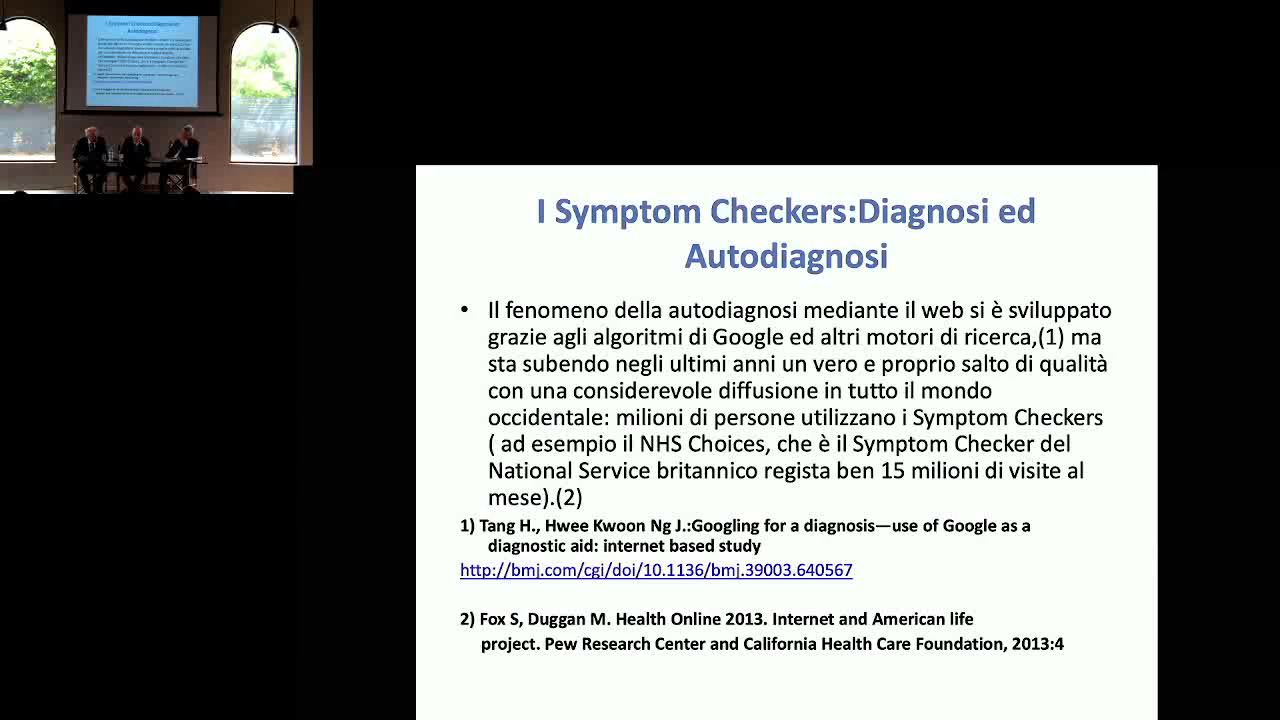 I Symptom Checkers:Diagnosi ed
Autodiagnosi
• Il fenomeno della autodiagnosi mediante il web si è sviluppato
grazie agli algoritmi di Google ed altri motori di ricerca,(1) ma
sta subendo negli ultimi anni un vero e proprio salto di qualità
con una considerevole diffusione in tutto il mondo
occidentale: milioni di persone utilizzano i Symptom Checkers
( ad esempio il NHS Choices, che è il Symptom Checker del
National Service britannico regista ben 15 milioni di visite al
mese).(2)
1) Tang H., Hwee Kwoon Ng J.:Googling for a diagnosis—use of Google as a
diagnostic aid: internet based study
http://bmj.com/cgi/doi/10.1136/bmj.39003.640567
2) Fox S, Duggan M. Health Online 2013. Internet and American life
project. Pew Research Center and California Health Care Foundation, 2013:4